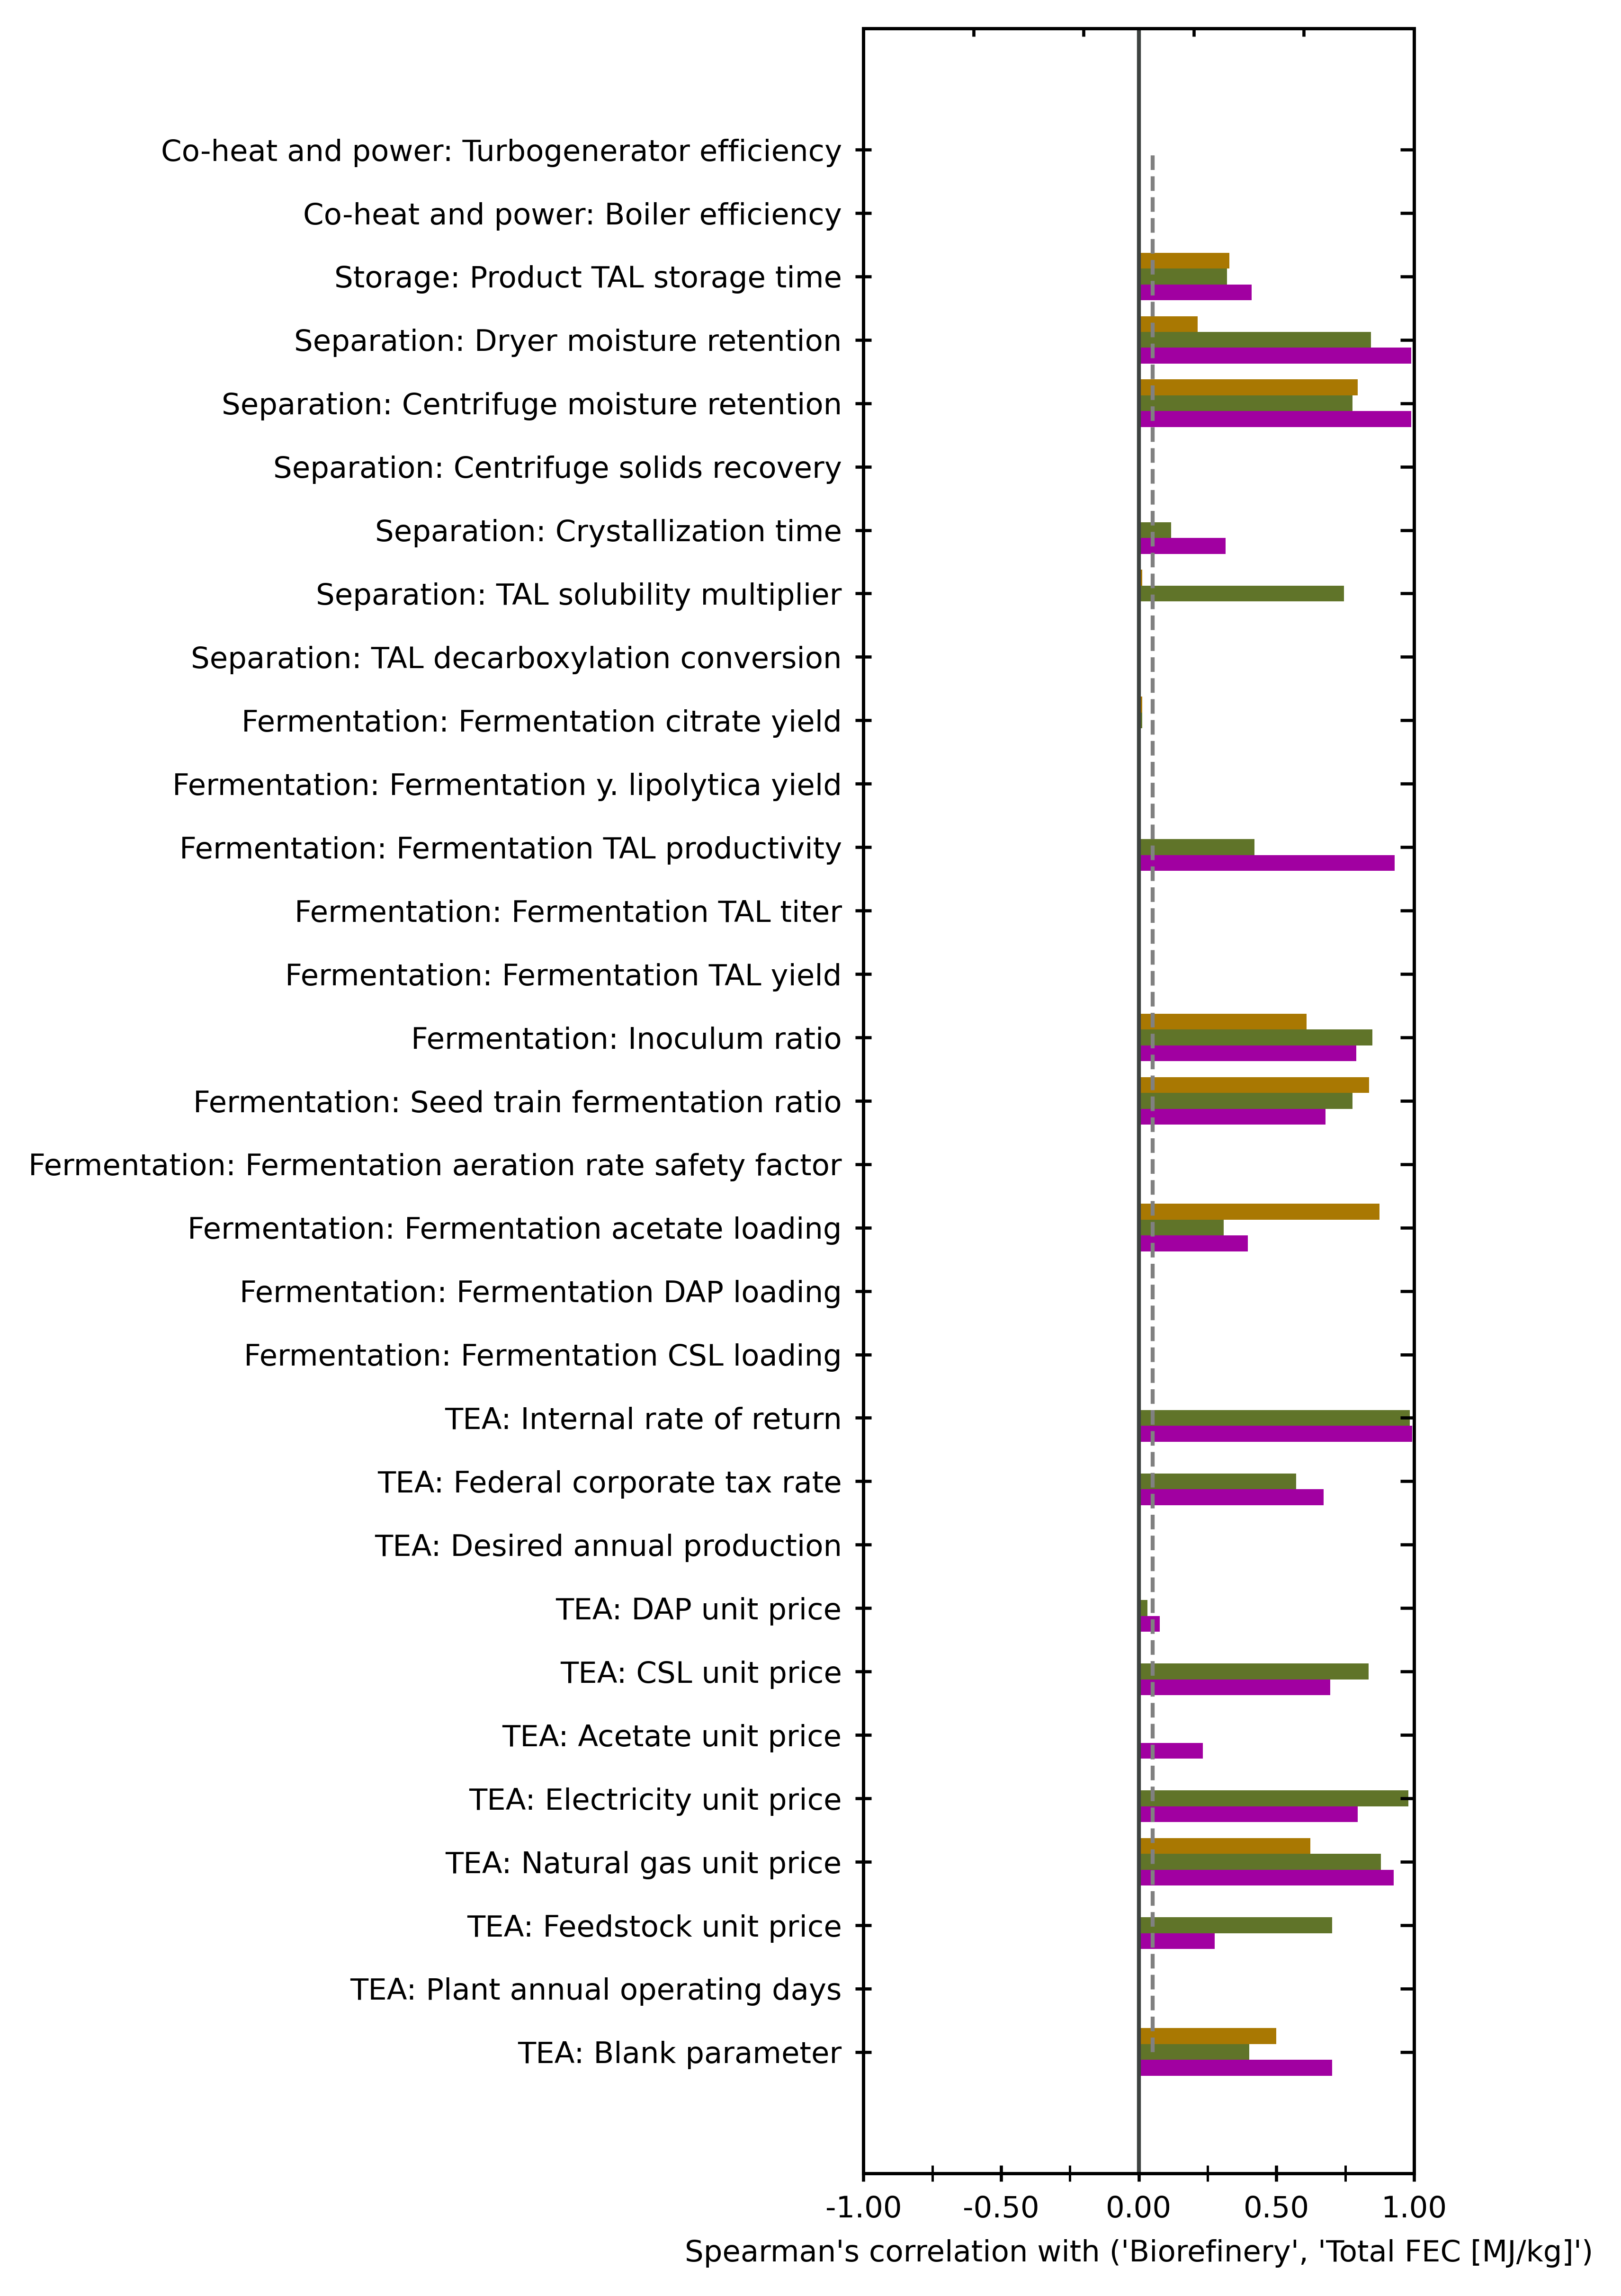 Co-heat and power: Turbogenerator efficiency
Co-heat and power: Boiler efficiency
Storage: Product TAL storage time
Separation: Dryer moisture retention
Separation: Centrifuge moisture retention
Separation: Centrifuge solids recovery
Separation: Crystallization time
Separation: TAL solubility multiplier
Separation: TAL decarboxylation conversion
Fermentation: Fermentation citrate yield
Fermentation: Fermentation y. lipolytica yield
Fermentation: Fermentation TAL productivity
Fermentation: Fermentation TAL titer
Fermentation: Fermentation TAL yield
Fermentation: Inoculum ratio
Fermentation: Seed train fermentation ratio
Fermentation: Fermentation aeration rate safety factor
Fermentation: Fermentation acetate loading
Fermentation: Fermentation DAP loading
Fermentation: Fermentation CSL loading
TEA: Internal rate of return
TEA: Federal corporate tax rate
TEA: Desired annual production
TEA: DAP unit price
TEA: CSL unit price
TEA: Acetate unit price
TEA: Electricity unit price
TEA: Natural gas unit price
TEA: Feedstock unit price
TEA: Plant annual operating days
TEA: Blank parameter
-1.00 -0.50 0.00 0.50 1.00
Spearman's correlation with ('Biorefinery', 'Total FEC [MJ/kg]')